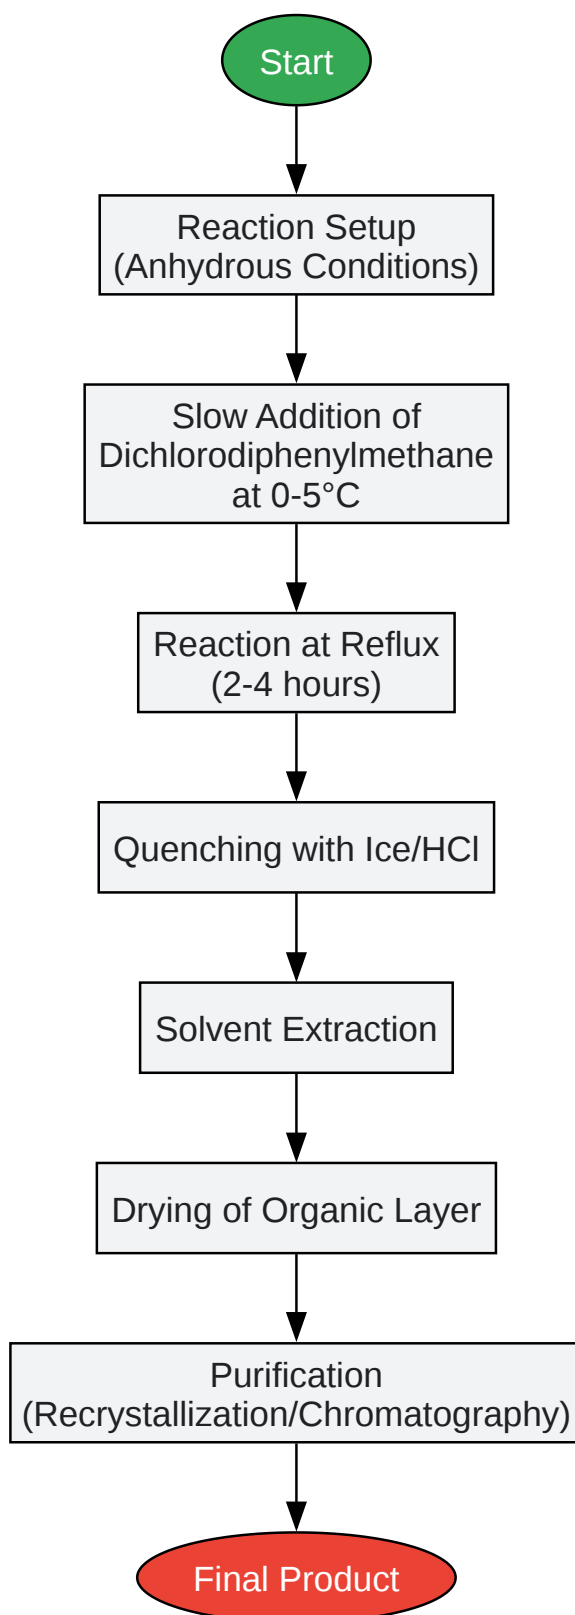 Start
Reaction Setup
(Anhydrous Conditions)
Slow Addition of
Dichlorodiphenylmethane
at 0-5°C
Reaction at Reflux
(2-4 hours)
Quenching with Ice/HCl
Solvent Extraction
Drying of Organic Layer
Purification
(Recrystallization/Chromatography)
Final Product